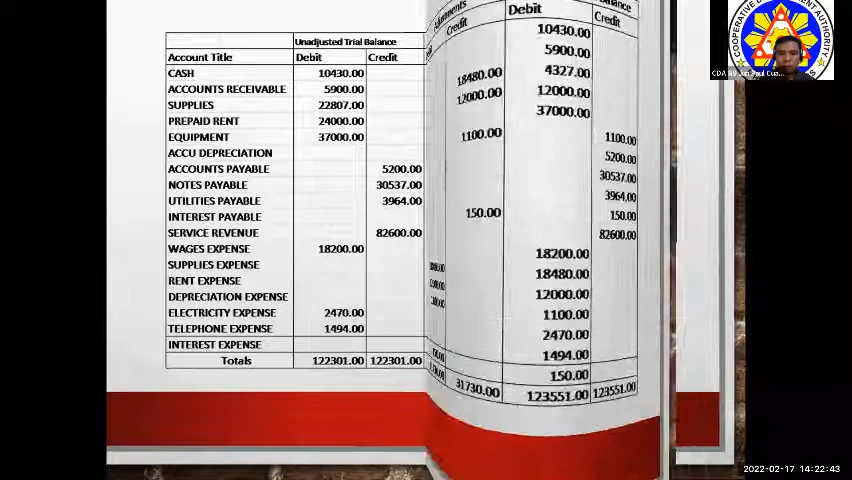 Unadjusted Trial Balance
Account Title Debit Credit
CASH 10430.00
ACCOUNTS RECEIVABLE 5900.00
SUPPLIES 22807.00
PREPAID RENT 24000.00
EQUIPMENT 37000.00
ACCU DEPRECIATION
ACCOUNTS PAYABLE 5200.00
NOTES PAYABLE 30537.00
UTILITIES PAYABLE 3964.00
INTEREST PAYABLE
SERVICE REVENUE 82600.00
WAGES EXPENSE 18200.00
SUPPLIES EXPENSE
RENT EXPENSE
DEPRECIATION EXPENSE
ELECTRICITY EXPENSE 2470.00
TELEPHONE EXPENSE 1494.00
INTEREST EXPENSE
Totals 122301.00 122301.00
Credit Debit Credit
10430.00
5900.00
18480.00 4327.00
12000.00 12000.00
37000.00
1100.00 1100.00
5200.00
30537.00
3964.00
150.00 150.00
82600.00
18200.00
18480.00
12000.00
1100.00
2470.00
1494.00
150.00
31730.00 123551.00 123551.00
COOPERATIVE DEVELOPMENT AUTHORITY
CDA R9 Jun Paul
2022-02-17 14:22:43